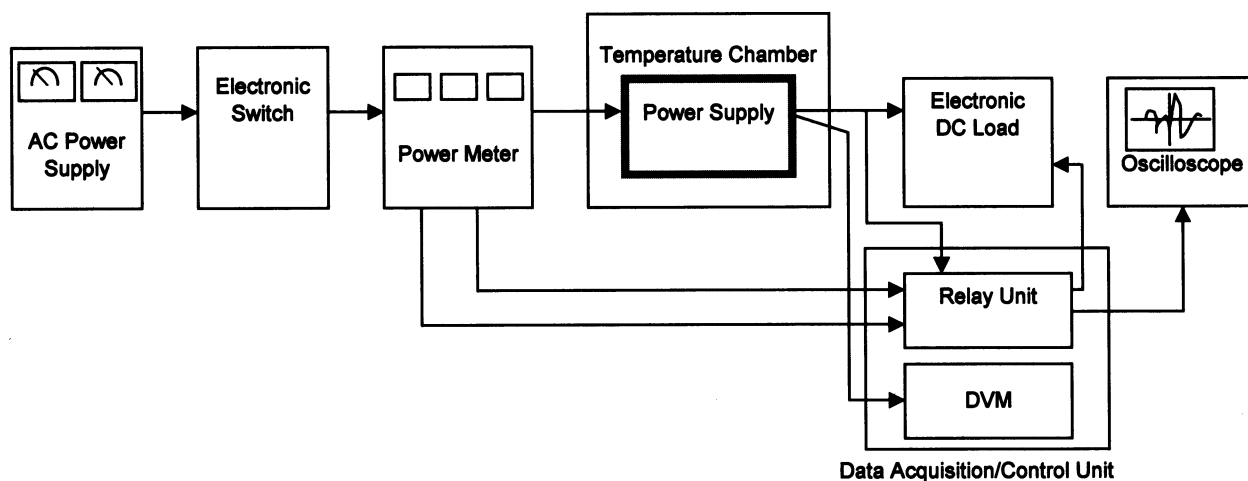 AC Power
Supply
Electronic
Switch
Power Meter
Temperature Chamber
Power Supply
Electronic
DC Load
Oscilloscope
Relay Unit
DVM
Data Acquisition/Control Unit